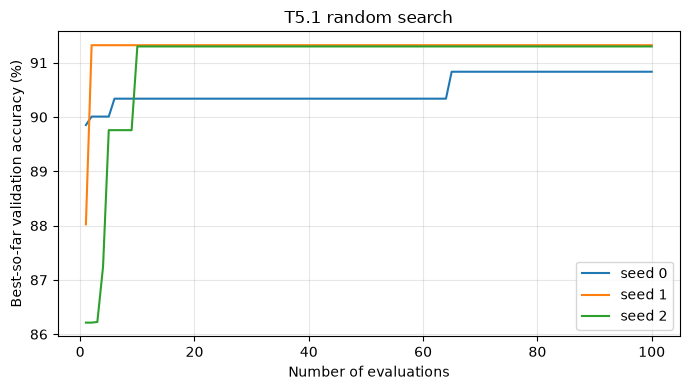 T5.1 random search
Best-so-far validation accuracy (%)
91
90
89
88
87
86
0
20
40
60
80
100
Number of evaluations
seed 0
seed 1
seed 2